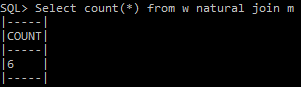 SQL> Select count(*) from w natural join m
|-----|
|COUNT|
|-----|
|6    |
|-----|